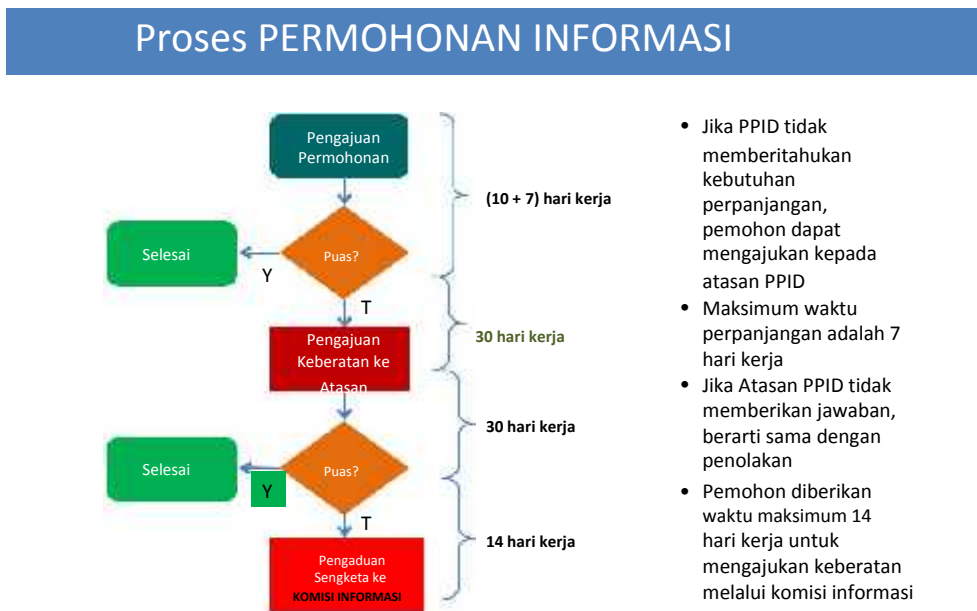 Proses PERMOHONAN INFORMASI
Pengajuan
Permohonan
(10 + 7) hari kerja
Selesai
Puas?
Y
T
30 hari kerja
Pengajuan
Keberatan ke
Atasan
30 hari kerja
Selesai
Puas?
Y
T
14 hari kerja
Pengaduan
Sengketa ke
KOMISI INFORMASI
• Jika PPID tidak
memberitahukan
kebutuhan
perpanjangan,
pemohon dapat
mengajukan kepada
atasan PPID
• Maksimum waktu
perpanjangan adalah 7
hari kerja
• Jika Atasan PPID tidak
memberikan jawaban,
berarti sama dengan
penolakan
• Pemohon diberikan
waktu maksimum 14
hari kerja untuk
mengajukan keberatan
melalui komisi informasi